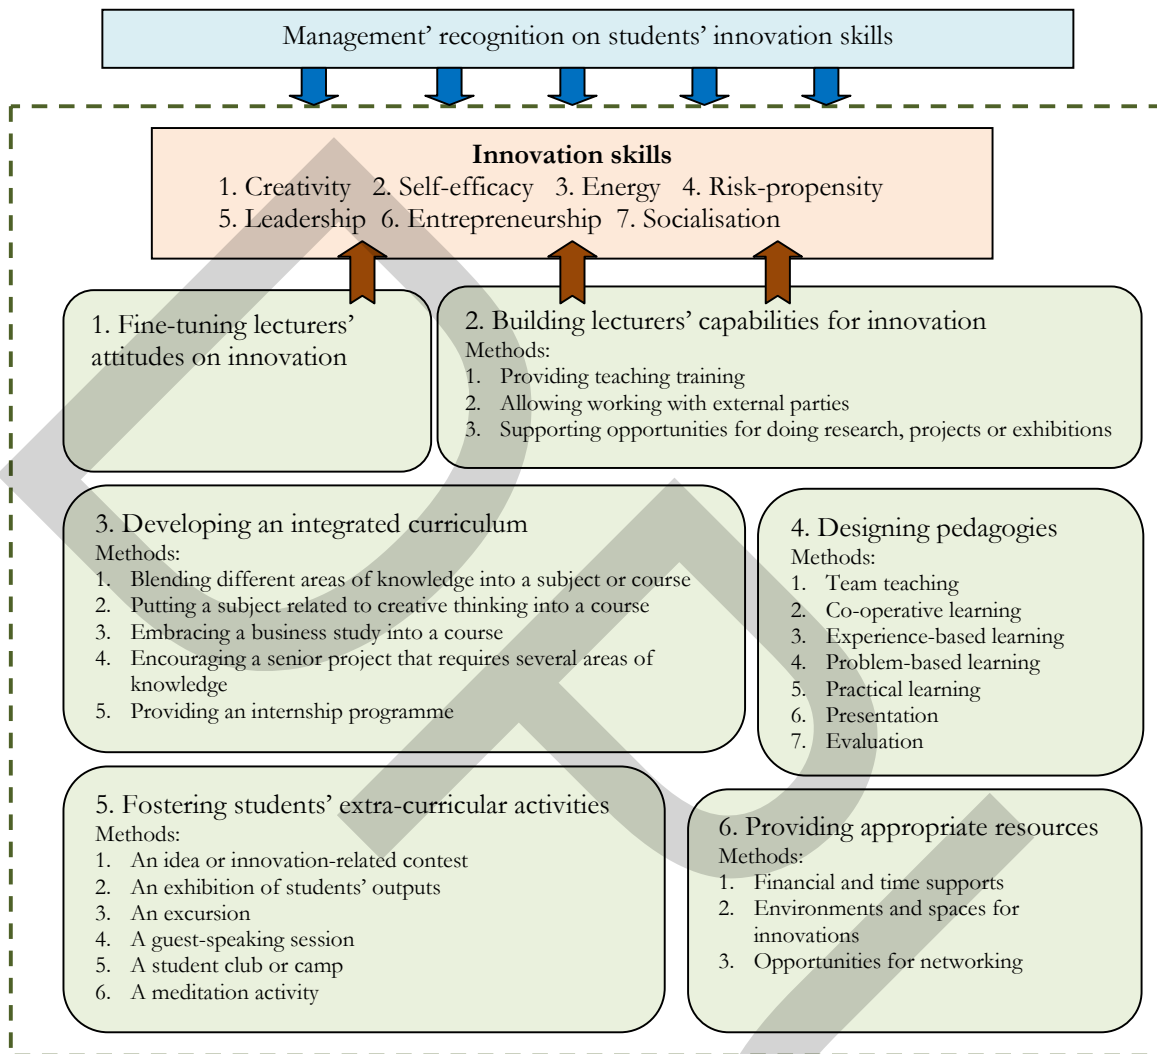 Management’ recognition on students’ innovation skills
Innovation skills
1. Creativity 2. Self-efficacy 3. Energy 4. Risk-propensity
5. Leadership 6. Entrepreneurship 7. Socialisation
1. Fine-tuning lecturers’
attitudes on innovation
2. Building lecturers’ capabilities for innovation
Methods:
1. Providing teaching training
2. Allowing working with external parties
3. Supporting opportunities for doing research, projects or exhibitions
3. Developing an integrated curriculum
Methods:
1. Blending different areas of knowledge into a subject or course
2. Putting a subject related to creative thinking into a course
3. Embracing a business study into a course
4. Encouraging a senior project that requires several areas of
knowledge
5. Providing an internship programme
4. Designing pedagogies
Methods:
1. Team teaching
2. Co-operative learning
3. Experience-based learning
4. Problem-based learning
5. Practical learning
6. Presentation
7. Evaluation
5. Fostering students’ extra-curricular activities
Methods:
1. An idea or innovation-related contest
2. An exhibition of students’ outputs
3. An excursion
4. A guest-speaking session
5. A student club or camp
6. A meditation activity
6. Providing appropriate resources
Methods:
1. Financial and time supports
2. Environments and spaces for
innovations
3. Opportunities for networking